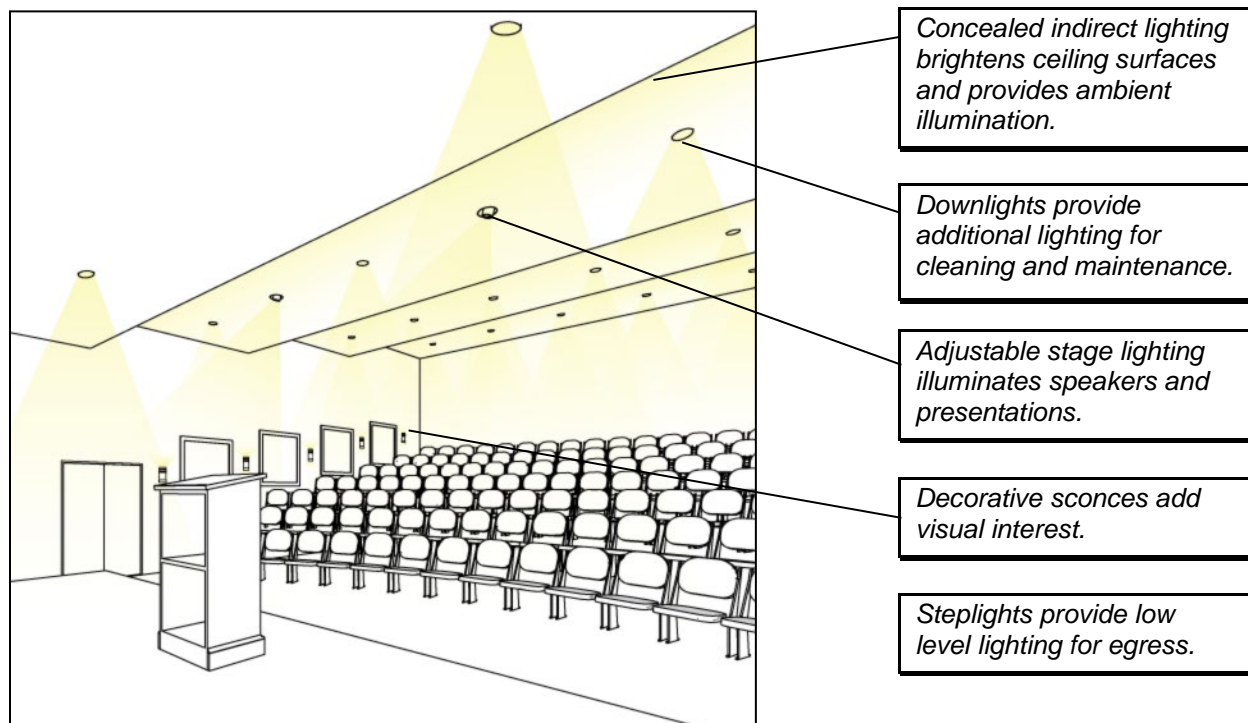 Concealed indirect lighting
brightens ceiling surfaces
and provides ambient
illumination.
Downlights provide
additional lighting for
cleaning and maintenance.
Adjustable stage lighting
illuminates speakers and
presentations.
Decorative sconces add
visual interest.
Steplights provide low
level lighting for egress.